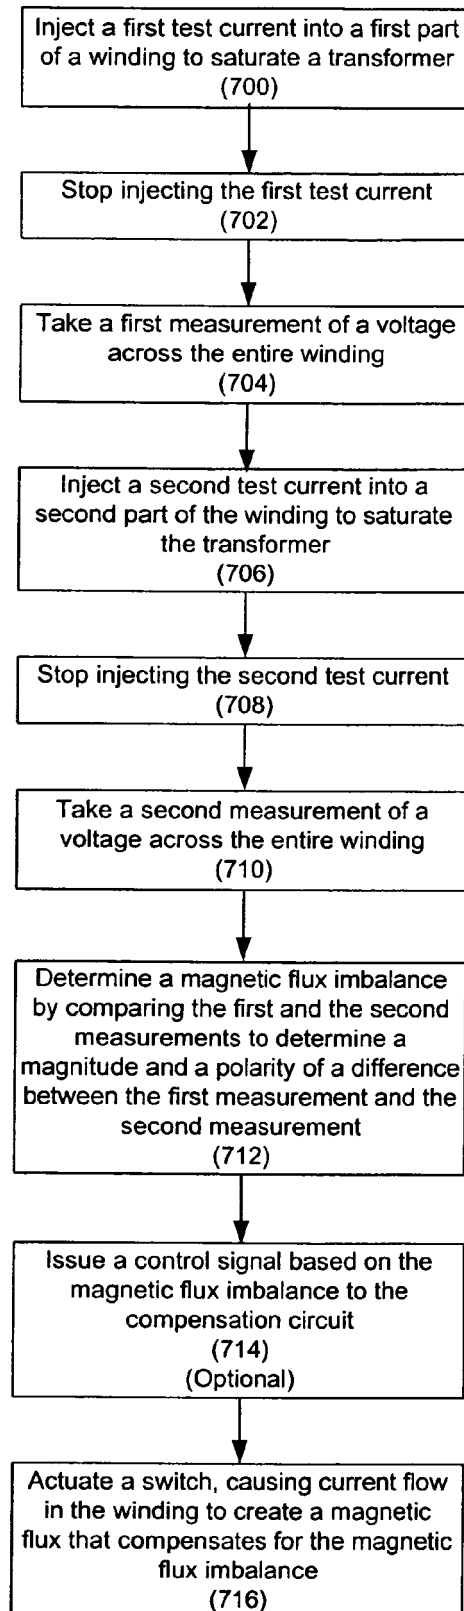 Inject a first test current into a first part
of a winding to saturate a transformer
(700)
Stop injecting the first test current
(702)
Take a first measurement of a voltage
across the entire winding
(704)
Inject a second test current into a
second part of the winding to saturate
the transformer
(706)
Stop injecting the second test current
(708)
Take a second measurement of a
voltage across the entire winding
(710)
Determine a magnetic flux imbalance
by comparing the first and the second
measurements to determine a
magnitude and a polarity of a difference
between the first measurement and the
second measurement
(712)
Issue a control signal based on the
magnetic flux imbalance to the
compensation circuit
(714)
(Optional)
Actuate a switch, causing current flow
in the winding to create a magnetic
flux that compensates for the magnetic
flux imbalance
(716)